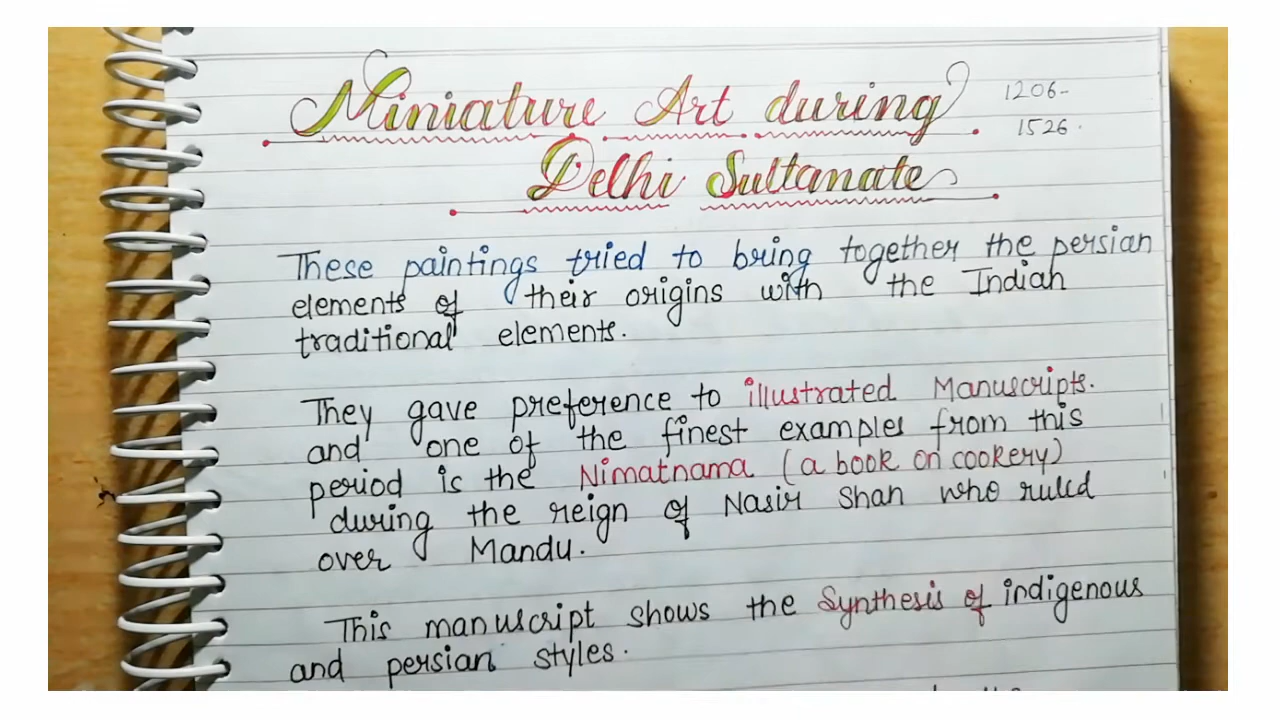 Miniature Art during 1206-
1526.
Delhi Sultanate
These paintings tried to bring together the persian
elements of their origins with the Indian
traditional elements.
They gave preference to illustrated Manuscripts.
and one of the finest examples from this
period is the Nimatnama (a book on cookery)
during the reign of Nasir Shah who ruled
over Mandu.
This manuscript shows the Synthesis of indigenous
and persian styles.